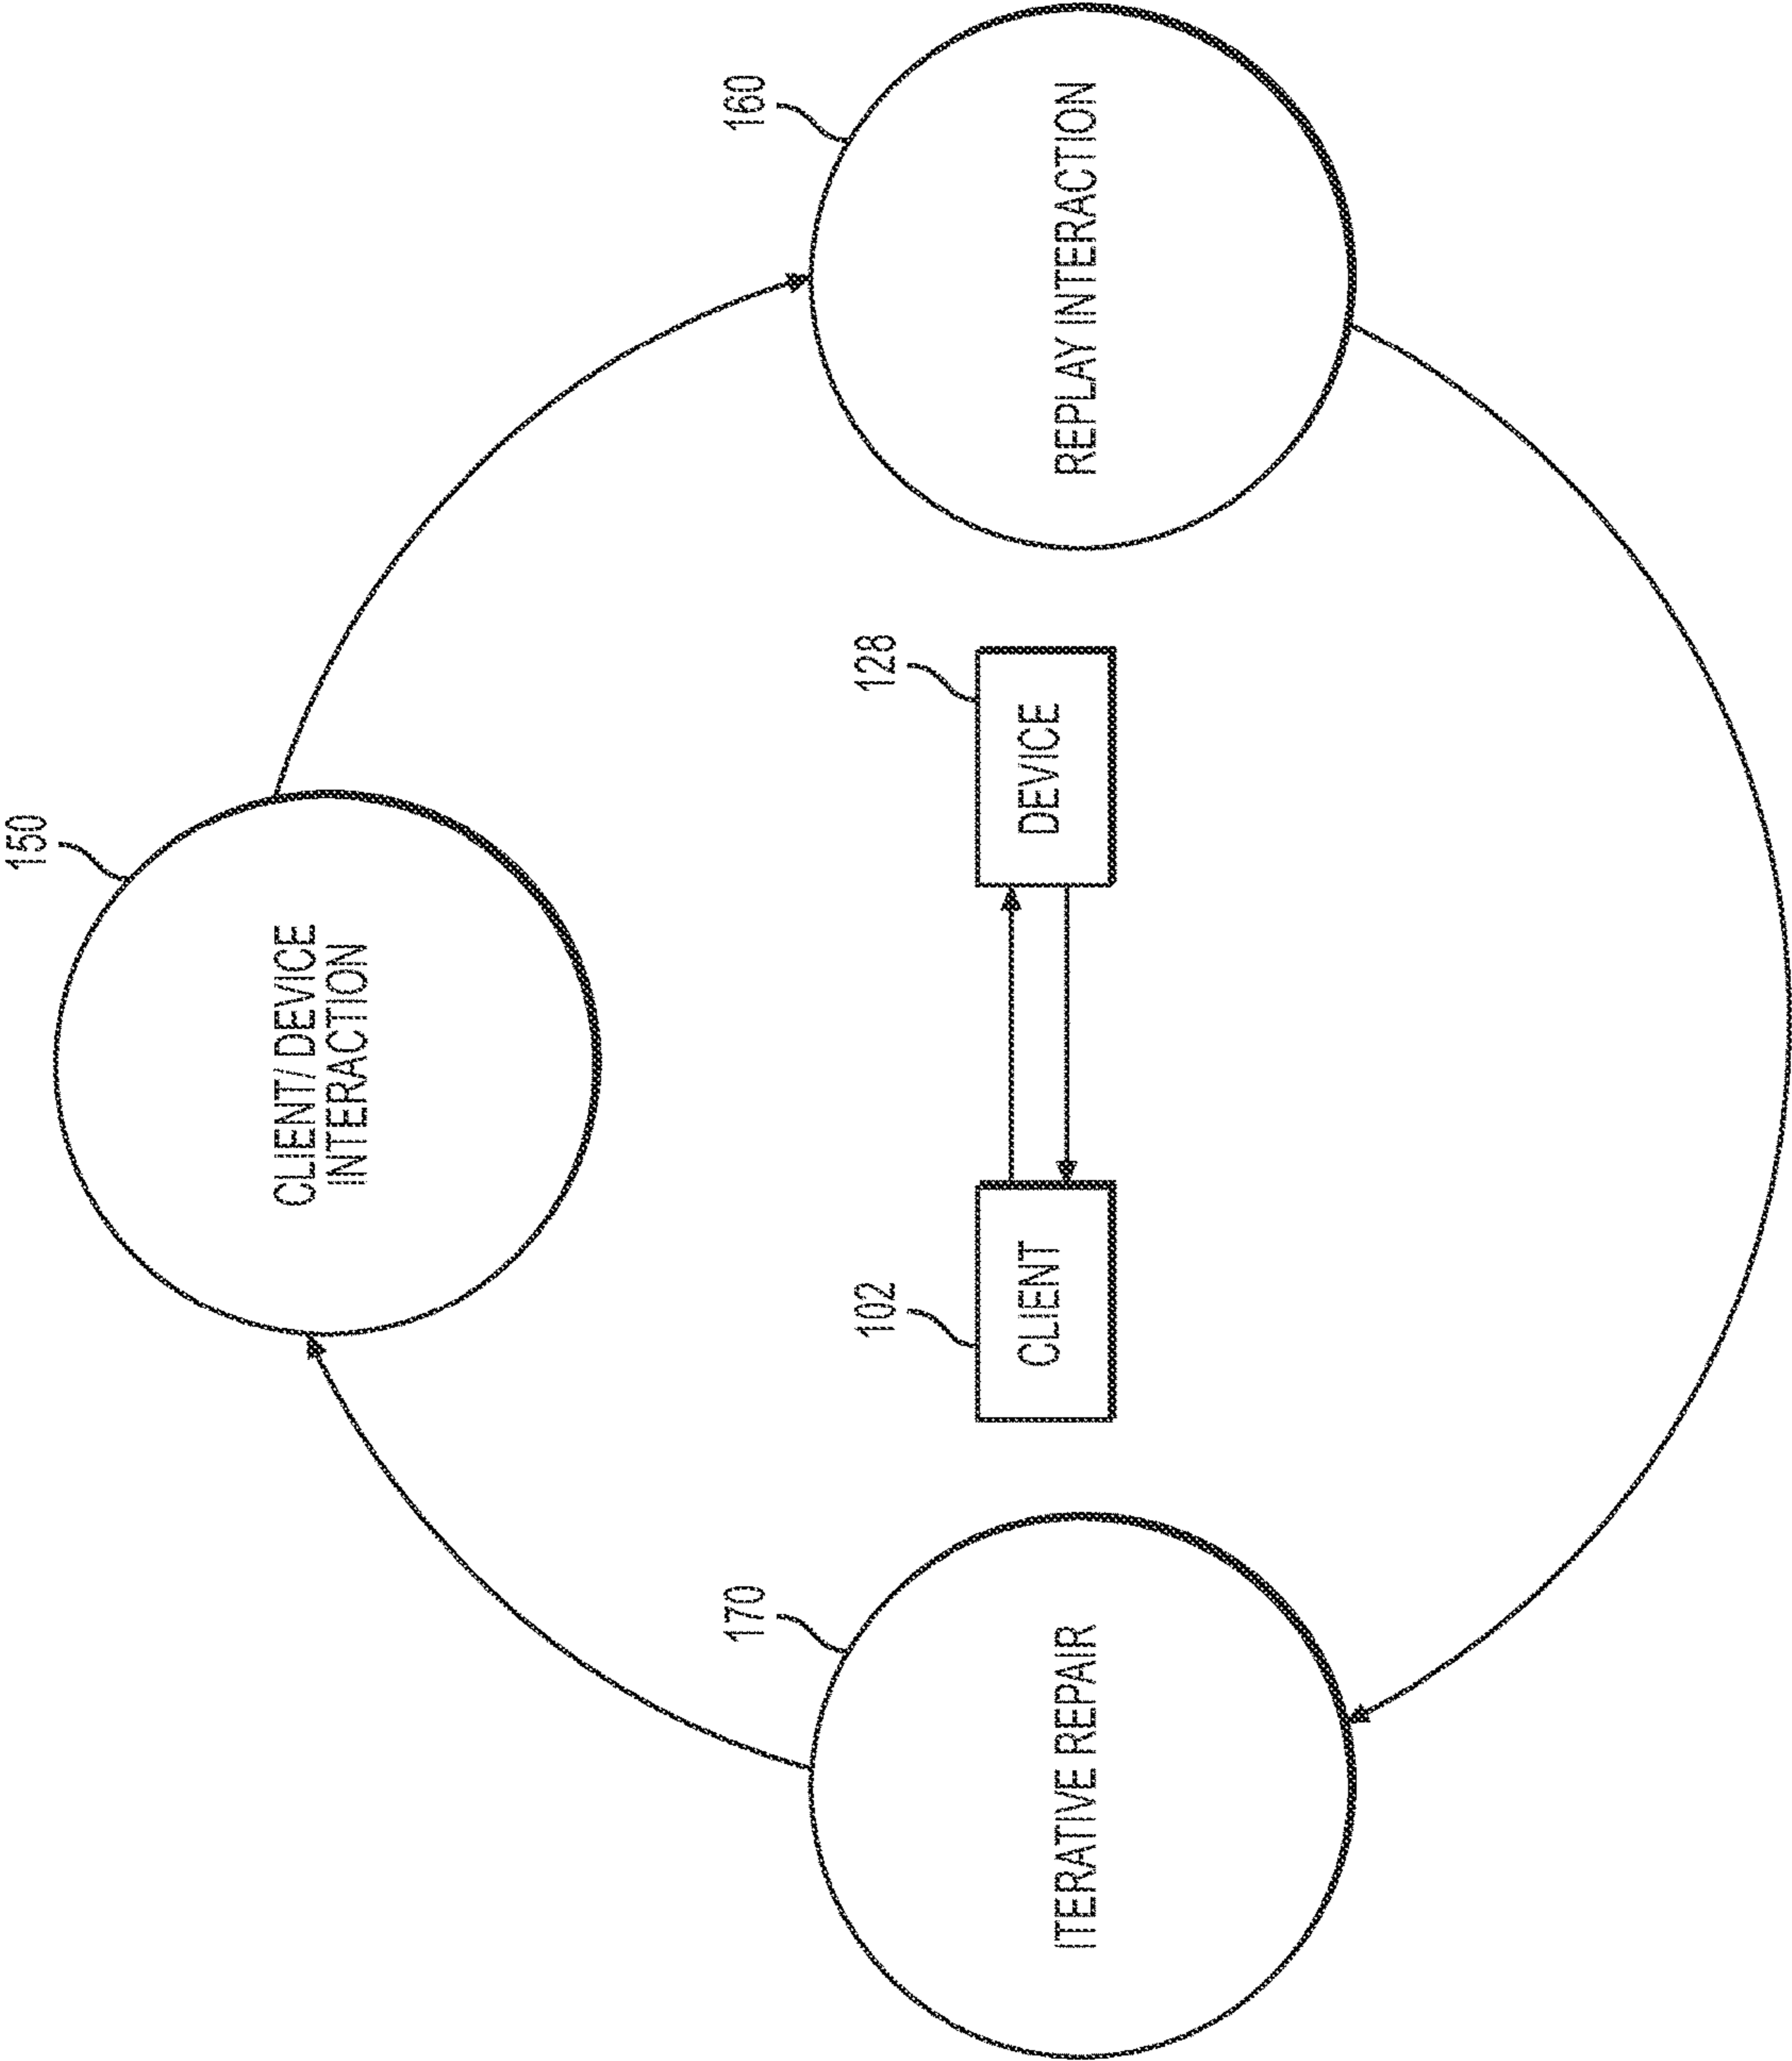 150
CLIENT/ DEVICE
INTERACTION
170
ITERATIVE REPAIR
102
CLIENT
128
DEVICE
160
REPLAY INTERACTION